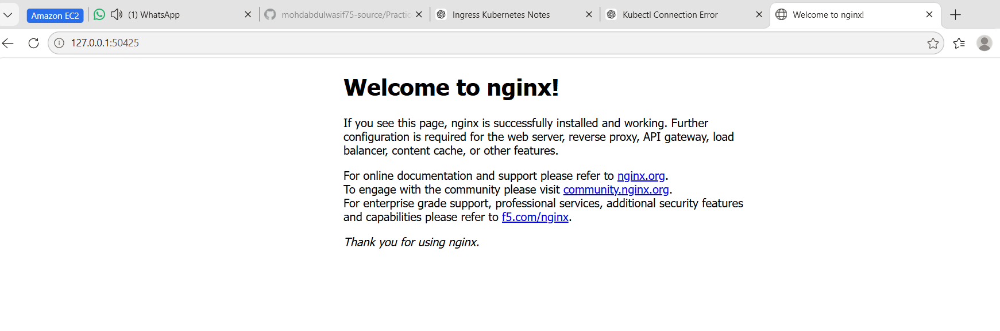 Amazon EC2
(1) WhatsApp
mohdabdulwasif75-source/Practic
Ingress Kubernetes Notes
Kubectl Connection Error
Welcome to nginx!
127.0.0.1:50425
Welcome to nginx!
If you see this page, nginx is successfully installed and working. Further
configuration is required for the web server, reverse proxy, API gateway, load
balancer, content cache, or other features.
For online documentation and support please refer to nginx.org.
To engage with the community please visit community.nginx.org.
For enterprise grade support, professional services, additional security features
and capabilities please refer to f5.com/nginx.
Thank you for using nginx.